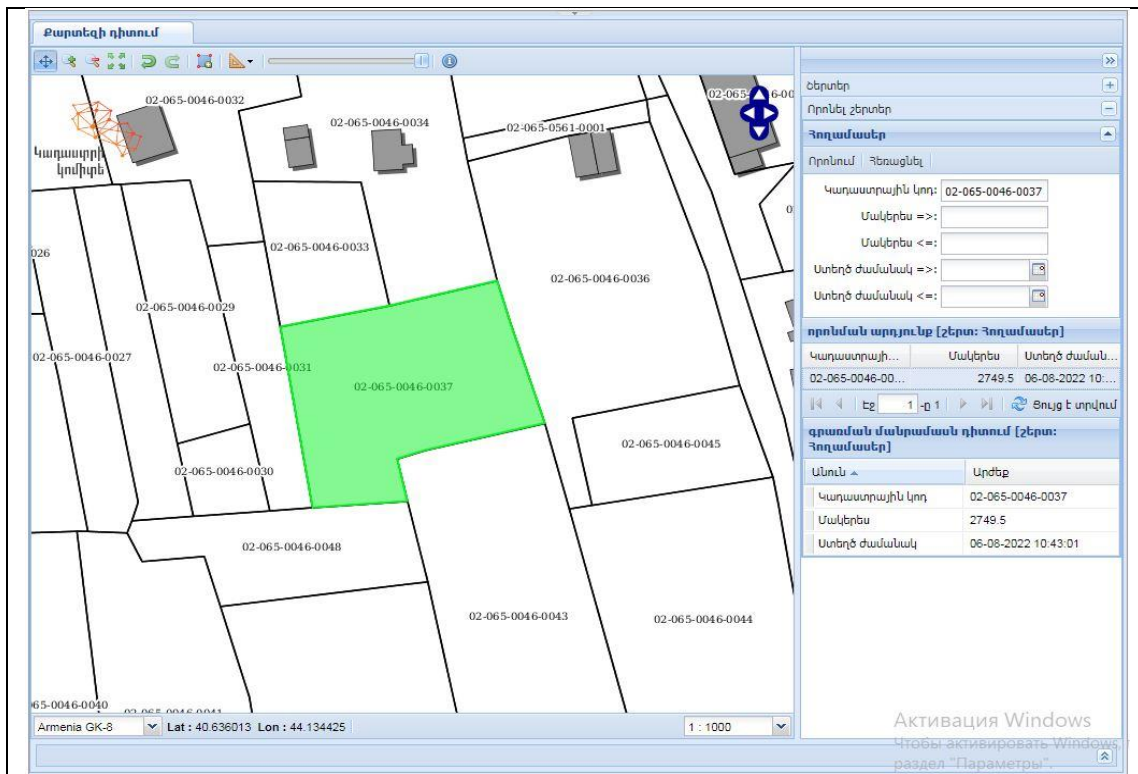 Քարտեզի դիտում
02-065-0046-0032
02-065-0046-0034
02-065-0561-0001
Կադաստրի
կոմիտե
02-065-0046-0033
02-065-0046-0036
02-065-0046-0029
02-065-0046-0027
02-065-0046-0031
02-065-0046-0037
02-065-0046-0045
02-065-0046-0030
02-065-0046-0048
02-065-0046-0043
02-065-0046-0044
65-0046-0040
Armenia GK-8 Lat : 40.636013 Lon : 44.134425 1 : 1000
Շերտեր
Որոնել շերտեր
Հողամասեր
Որոնում Հեռացնել
Կադաստրային կոդ: 02-065-0046-0037
Մակերես =>:
Մակերես <=:
Ստեղծ ժամանակ =>:
Ստեղծ ժամանակ <=:
որոնման արդյունք [շերտ: Հողամասեր]
Կադաստրայի... Մակերես Ստեղծ ժաման...
02-065-0046-00... 2749.5 06-08-2022 10:...
Էջ 1 -ը 1 Ցույց է տրվում
գրառման մանրամասն դիտում [շերտ:
Հողամասեր]
Անուն Արժեք
Կադաստրային կոդ 02-065-0046-0037
Մակերես 2749.5
Ստեղծ ժամանակ 06-08-2022 10:43:01
Активация Windows
Чтобы активировать Windows,
раздел "Параметры".